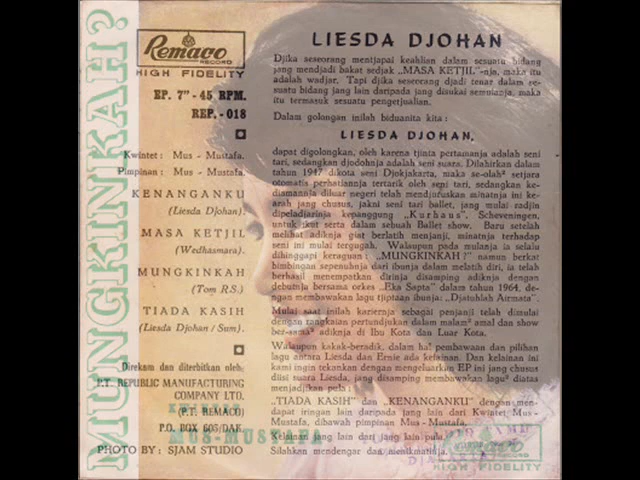 MUNGKINKAH?
Remaco
RECORD
HIGH FIDELITY
EP. 7" - 45 RPM.
REP. - 018
Kwintet : Mus - Mustafa.
Pimpinan : Mus - Mustafa.
KENANGANKU
(Liesda Djohan).
MASA KETJIL
(Wedhasmara).
MUNGKINKAH
(Tom R.S.)
TIADA KASIH
(Liesda Djohan / Sum).
Direkam dan diterbitkan oleh:
P.T. REPUBLIC MANUFACTURING
COMPANY LTD.
(P.T. REMACO)
P.O. BOX 605/DAK.
MUS-MUSTAFA
PHOTO BY : SJAM STUDIO
LIESDA DJOHAN
Djika seseorang mentjapai keahlian dalam sesuatu bidang
jang mendjadi bakat sedjak „MASA KETJIL"-nja, maka itu
adalah wadjar. Tapi djika seseorang djadi tenar dalam se-
suatu bidang jang lain daripada jang disukai semulanja, maka
itu termasuk sesuatu pengetjualian.
Dalam golongan inilah biduanita kita :
LIESDA DJOHAN,
dapat digolongkan, oleh karena tjinta pertamanja adalah seni
tari, sedangkan djodohnja adalah seni suara. Dilahirkan dalam
tahun 1947 dikota seni Djokjakarta, maka se-olah² setjara
otomatis perhatiannja tertarik oleh seni tari, sedangkan ke-
diamannja diluar negeri telah mendjuruskan minatnja ini ke-
arah jang chusus, jakni seni tari ballet, jang mulai radjin
dipeladjarinja kepanggung „Kurhaus", Scheveningen,
untuk ikut serta dalam sebuah Ballet show. Baru setelah
melihat adiknja giat berlatih menjanji, minatnja terhadap
seni ini mulai tergugah. Walaupun pada mulanja ia selalu
dihinggapi keraguan : „MUNGKINKAH ?" namun berkat
bimbingan sepenuhnja dari ibunda dalam melatih diri, ia telah
berhasil menempatkan dirinja disamping adiknja dengan
debutnja bersama orkes "Eka Sapta" dalam tahun 1964, de-
ngan membawakan lagu tjiptaan ibunja: „Djatuhlah Airmata".
Mulai saat inilah kariernja sebagai penjanji telah dimulai
dengan rangkaian pertundjukan dalam malam² amal dan show
ber-sama² adiknja di Ibu Kota dan Luar Kota.
Walaupun kakak-beradik, dalam hal pembawaan dan pilihan
lagu antara Liesda dan Ernie ada kelainan. Dan kelainan ini
kami ingin tekankan dengan mengeluarkan EP ini jang chusus
diisi suara Liesda, jang disamping membawakan lagu² diatas
menjadikan pula :
„TIADA KASIH" dan „KENANGANKU" dengan men-
dapat iringan lain daripada jang lain dari Kwintet Mus -
Mustafa, dibawah pimpinan Mus - Mustafa.
Kelainan jang lain dari jang lain pula.
Silahkan mendengar dan menikmatinja.
Remaco
RECORD
HIGH FIDELITY